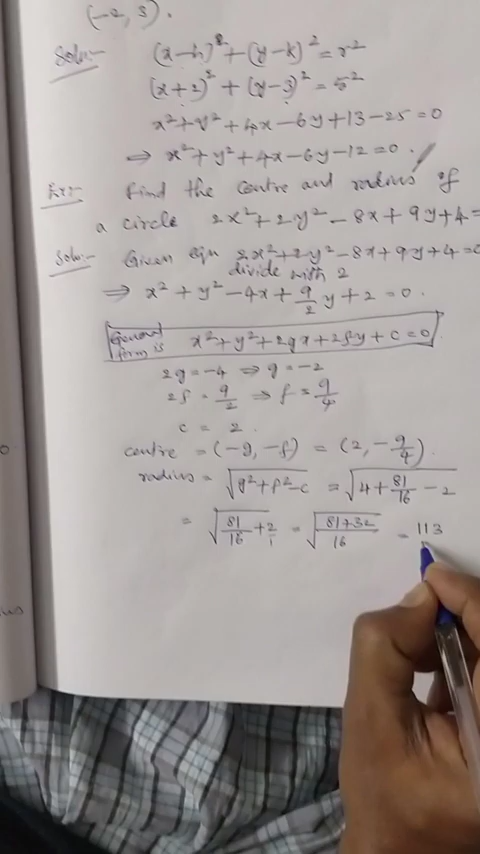 (-2, 3).
Soln:- (x-h)² + (y-k)² = r²
(x+2)² + (y-3)² = 5²
x² + y² + 4x - 6y + 13 - 25 = 0
⇒ x² + y² + 4x - 6y - 12 = 0.
Ex:- Find the centre and radius of
a circle 2x² + 2y² - 8x + 9y + 4 =
Soln:- Given eqn 2x² + 2y² - 8x + 9y + 4 = 0
divide with 2
⇒ x² + y² - 4x + 9/2 y + 2 = 0.
General form is x² + y² + 2gx + 2fy + c = 0
2g = -4 ⇒ g = -2
2f = 9/2 ⇒ f = 9/4
c = 2.
centre = (-g, -f) = (2, -9/4).
radius = √(g² + f² - c) = √(4 + 81/16 - 2)
= √(81/16 + 2/1) = √((81+32)/16) = 113